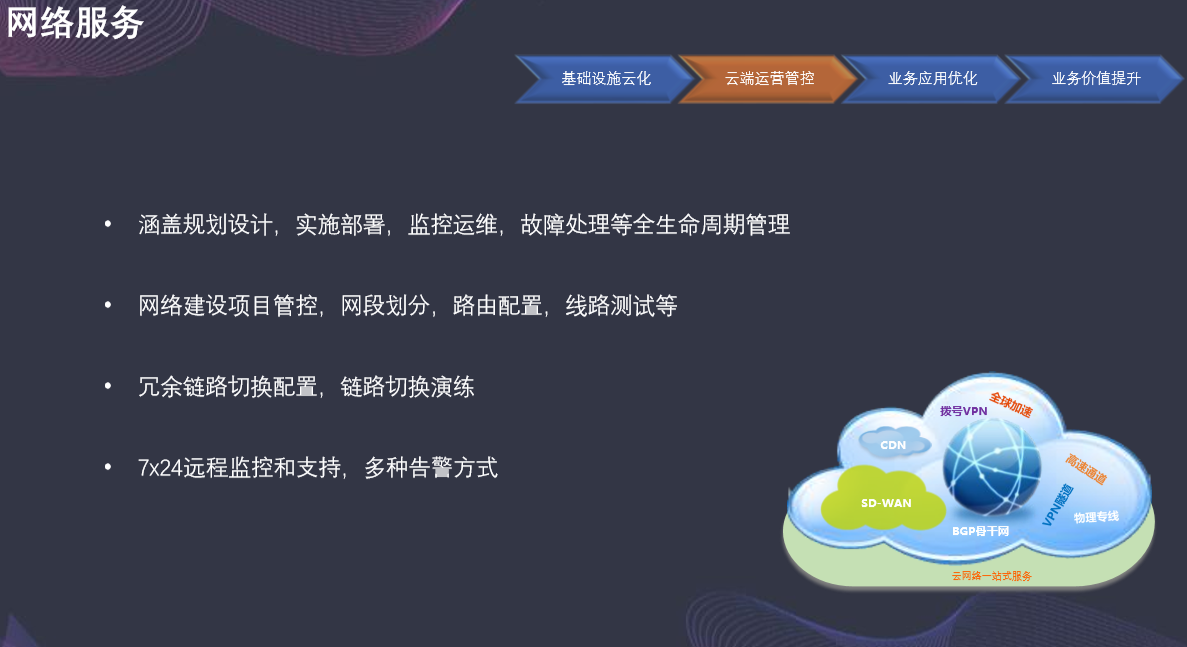 网络服务
基础设施云化
云端运营管控
业务应用优化
业务价值提升
• 涵盖规划设计，实施部署，监控运维，故障处理等全生命周期管理
• 网络建设项目管控，网段划分，路由配置，线路测试等
• 冗余链路切换配置，链路切换演练
• 7x24远程监控和支持，多种告警方式
全球加速
拨号VPN
CDN
高速通道
SD-WAN
VPN隧道
物理专线
BGP骨干网
云网络一站式服务